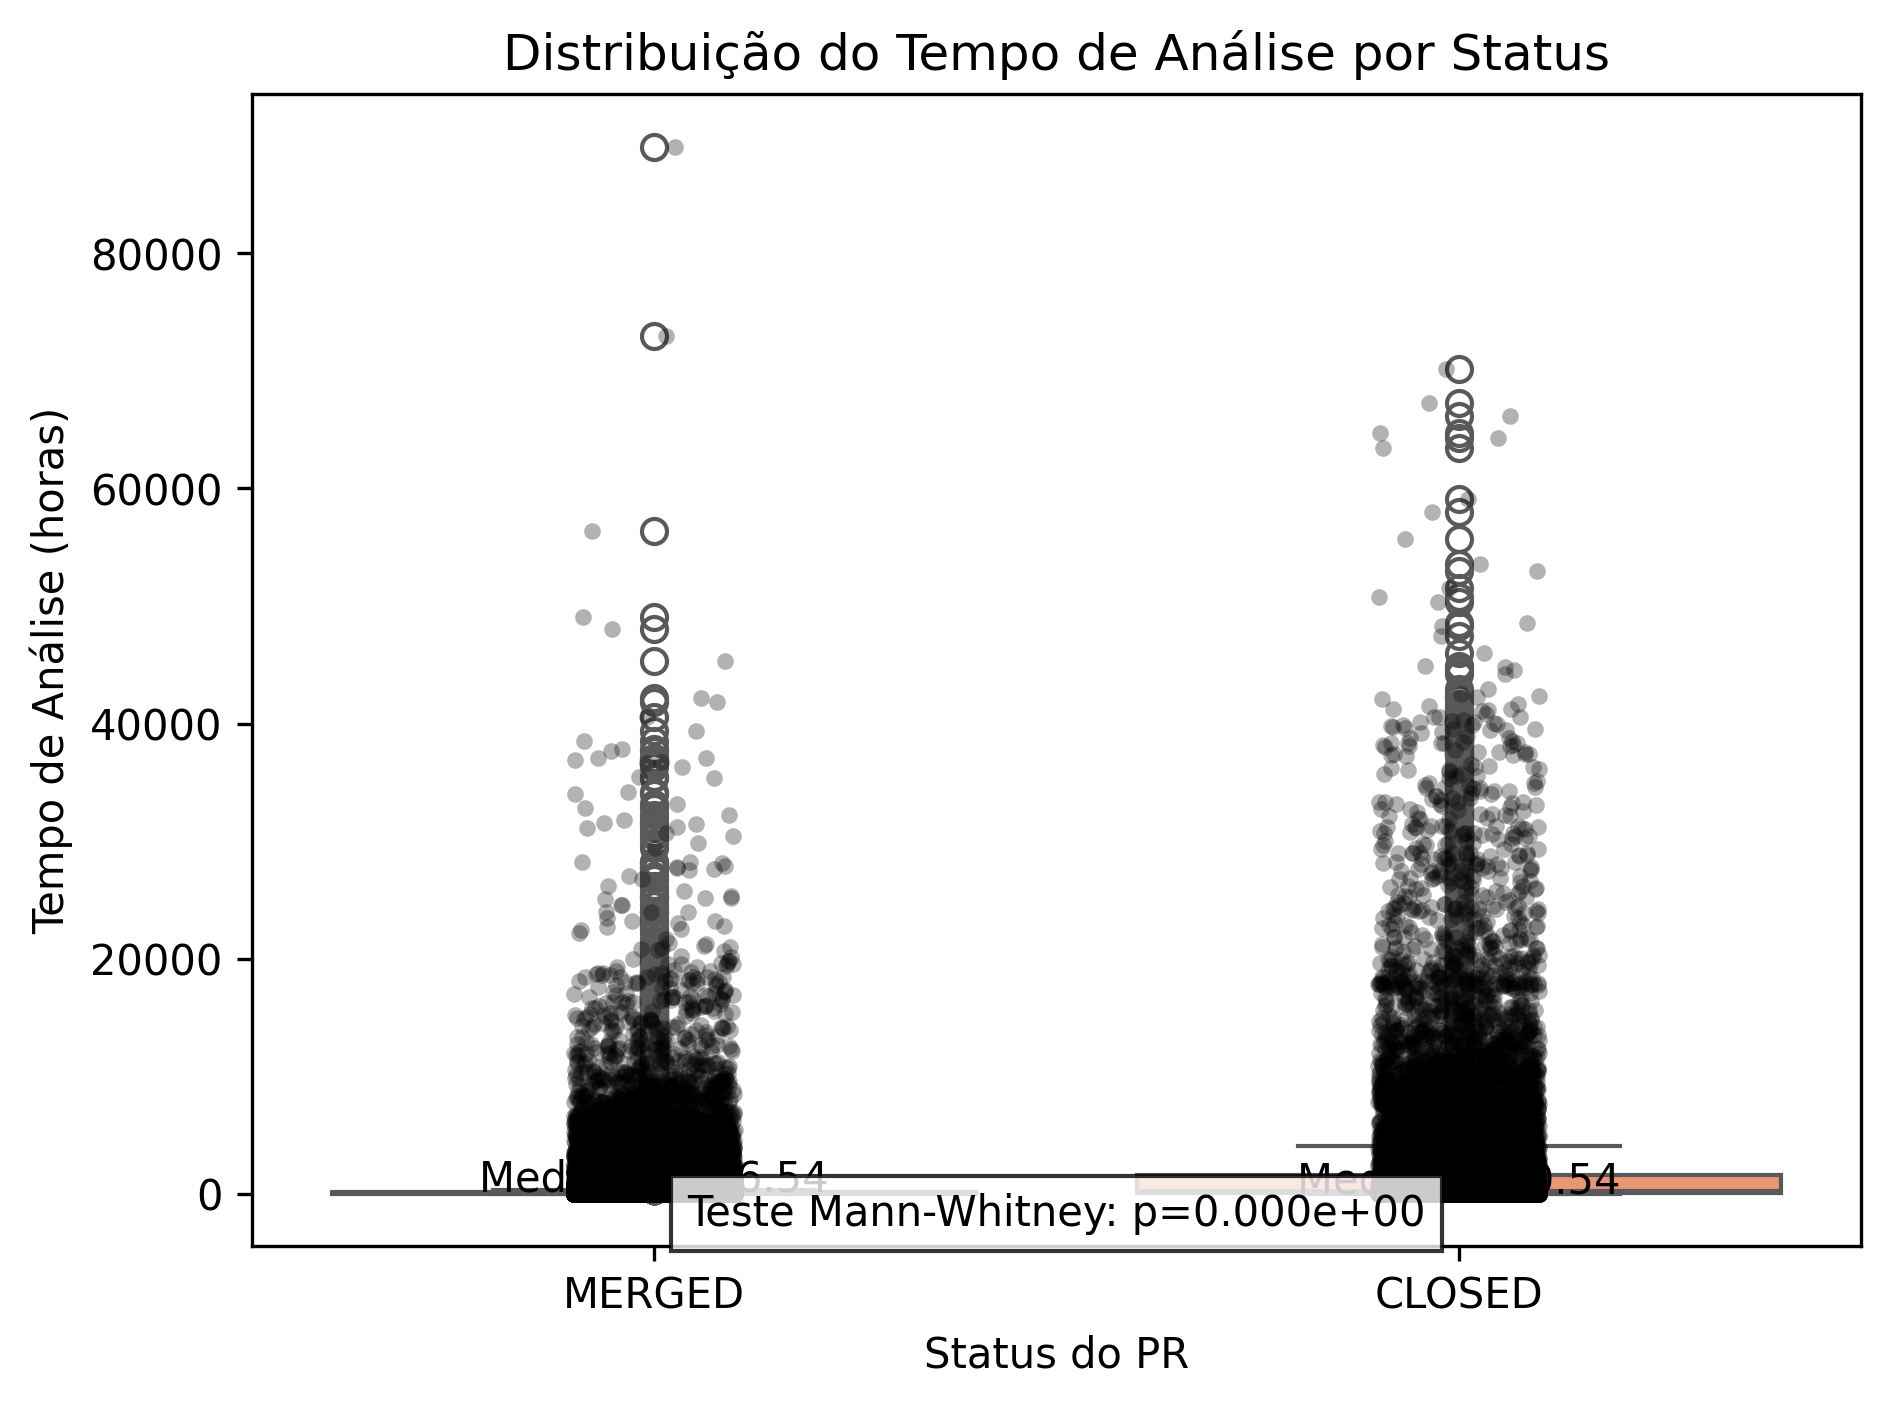 Distribuição do Tempo de Análise por Status
Tempo de Análise (horas)
80000
60000
40000
20000
0
Teste Mann-Whitney: p=0.000e+00
MERGED
CLOSED
Status do PR